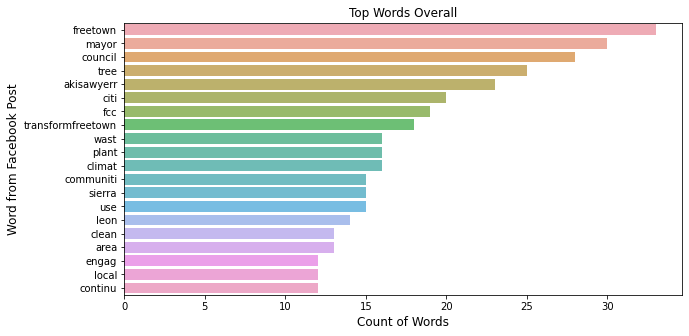 Top Words Overall
freetown
mayor
council
tree
akisawyerr
citi
fcc
transformfreetown
wast
plant
climat
communiti
sierra
use
leon
clean
area
engag
local
continu
Word from Facebook Post
0 5 10 15 20 25 30
Count of Words